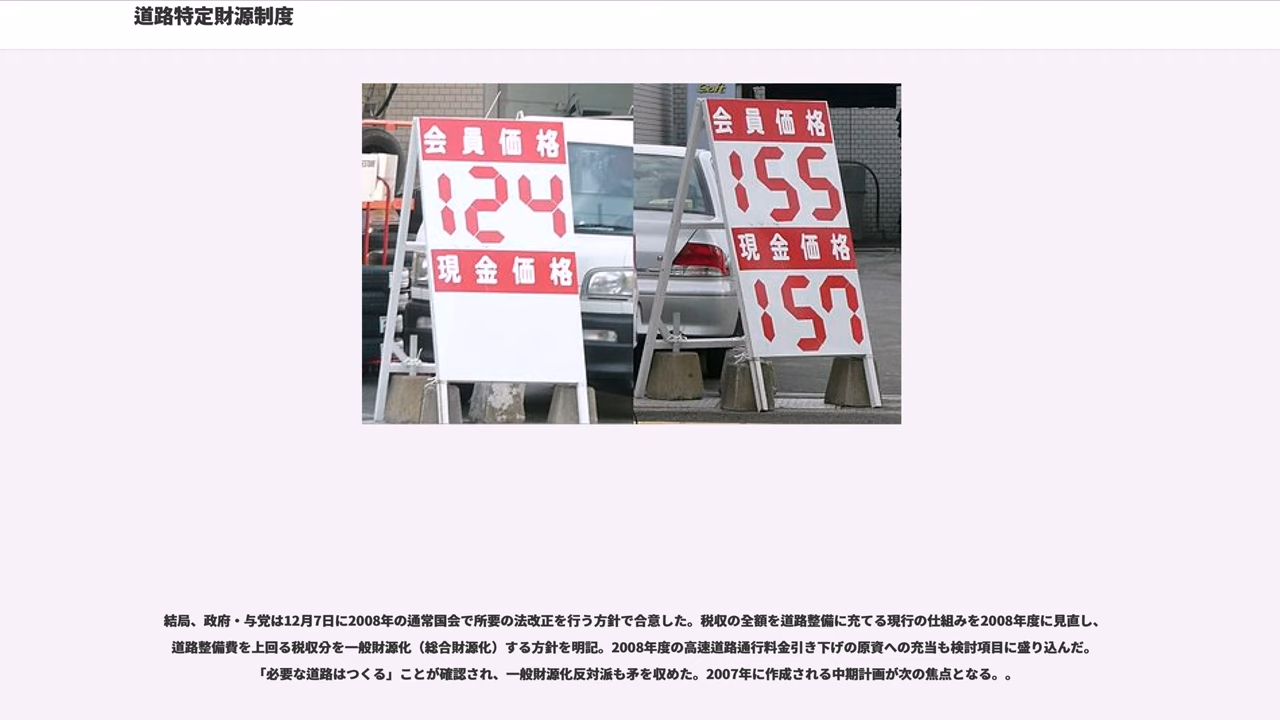 道路特定財源制度
Soft
会員価格
124
現金価格
会員価格
155
現金価格
157
結局、政府・与党は12月7日に2008年の通常国会で所要の法改正を行う方針で合意した。税収の全額を道路整備に充てる現行の仕組みを2008年度に見直し、
道路整備費を上回る税収分を一般財源化（総合財源化）する方針を明記。2008年度の高速道路通行料金引き下げの原資への充当も検討項目に盛り込んだ。
「必要な道路はつくる」ことが確認され、一般財源化反対派も矛を収めた。2007年に作成される中期計画が次の焦点となる。。